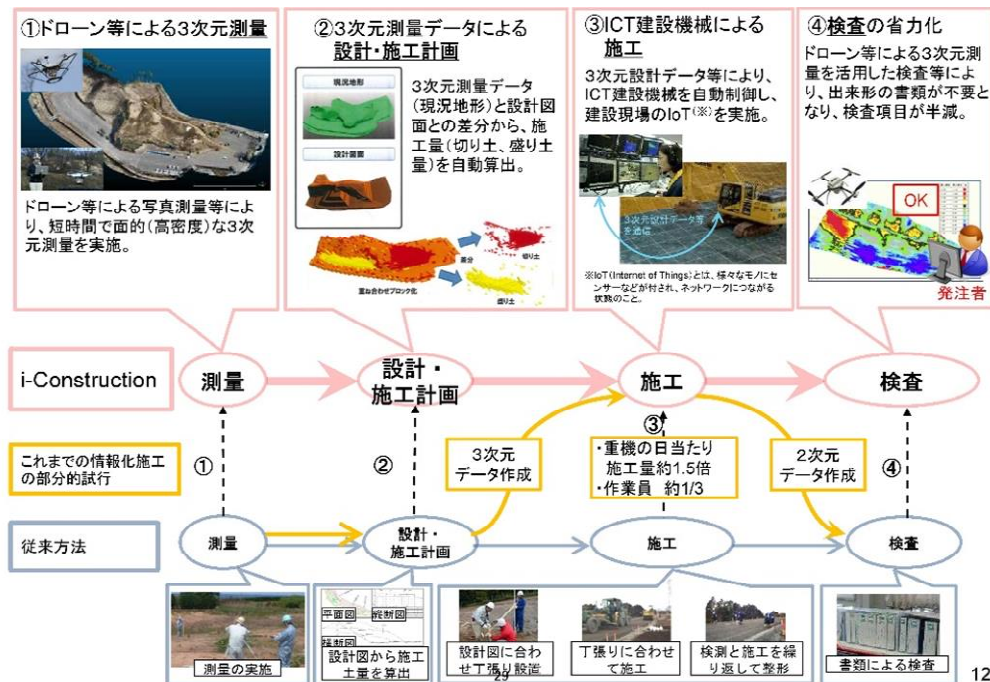 ①ドローン等による3次元測量
ドローン等による写真測量等によ
り、短時間で面的(高密度)な3次
元測量を実施。
②3次元測量データによる
設計・施工計画
現況地形
設計図面
3次元測量データ
(現況地形)と設計図
面との差分から、施
工量(切り土、盛り土
量)を自動算出。
差分
切り土
重ね合わせブロック化
盛り土
③ICT建設機械による
施工
3次元設計データ等により、
ICT建設機械を自動制御し、
建設現場のIoT(※)を実施。
3次元設計データ等
を通信
※IoT(Internet of Things)とは、様々なモノにセ
ンサーなどが付され、ネットワークにつながる
状態のこと。
④検査の省力化
ドローン等による3次元測
量を活用した検査等によ
り、出来形の書類が不要と
なり、検査項目が半減。
OK
発注者
i-Construction
測量
設計・
施工計画
施工
検査
これまでの情報化施工
の部分的試行
①
②
3次元
データ作成
③
・重機の日当たり
施工量約1.5倍
・作業員 約1/3
2次元
データ作成
④
従来方法
測量
設計・
施工計画
施工
検査
測量の実施
平面図
縦断図
横断図
設計図から施工
土量を算出
設計図に合わ
せ丁張り設置
丁張りに合わせ
て施工
検測と施工を繰
り返して整形
書類による検査
29
12